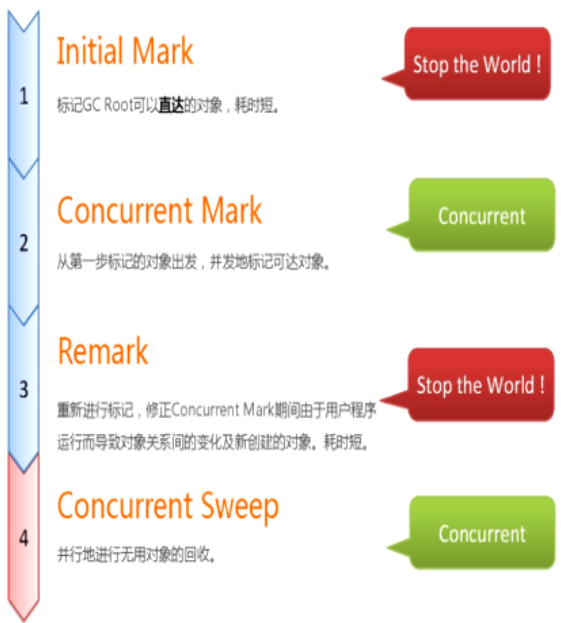 1
Initial Mark
Stop the World !
标记GC Root可以直达的对象，耗时短。
2
Concurrent Mark
Concurrent
从第一步标记的对象出发，并发地标记可达对象。
3
Remark
Stop the World !
重新进行标记，修正Concurrent Mark期间由于用户程序
运行而导致对象关系间的变化及新创建的对象。耗时短。
4
Concurrent Sweep
Concurrent
并行地进行无用对象的回收。